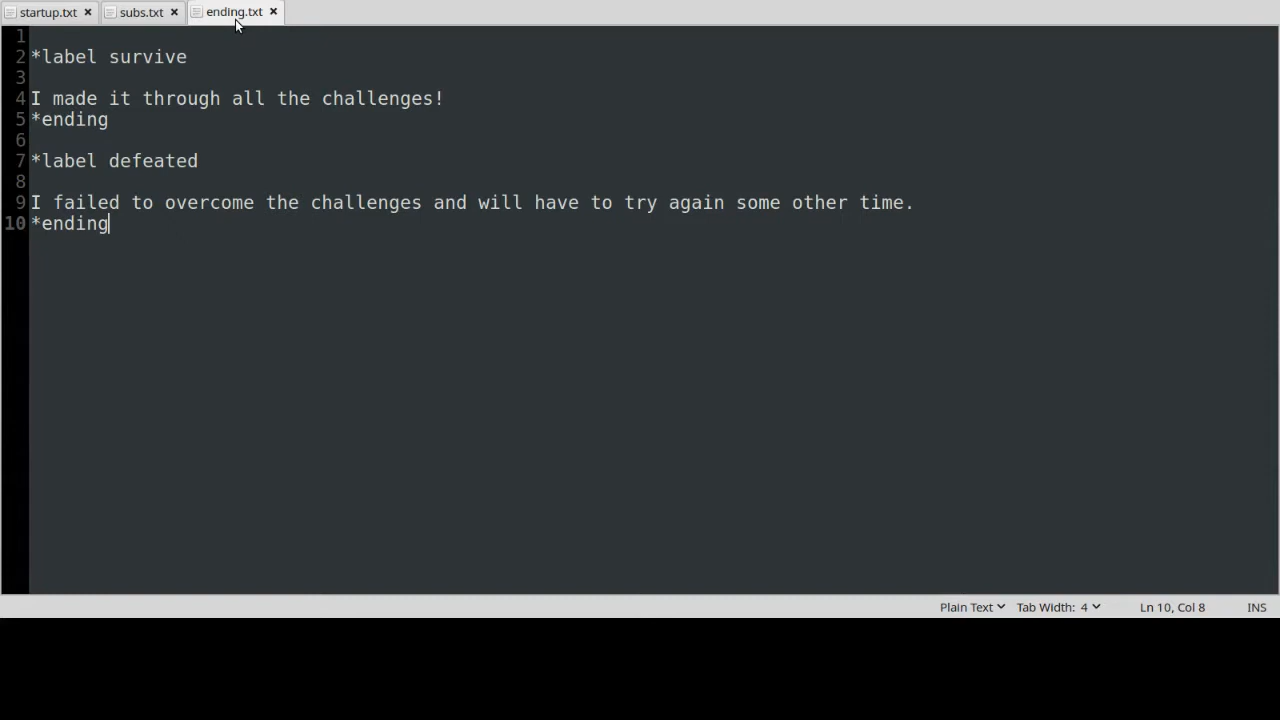 startup.txt
subs.txt
ending.txt
1
2 *label survive
3
4 I made it through all the challenges!
5 *ending
6
7 *label defeated
8
9 I failed to overcome the challenges and will have to try again some other time.
10 *ending
Plain Text Tab Width: 4 Ln 10, Col 8 INS